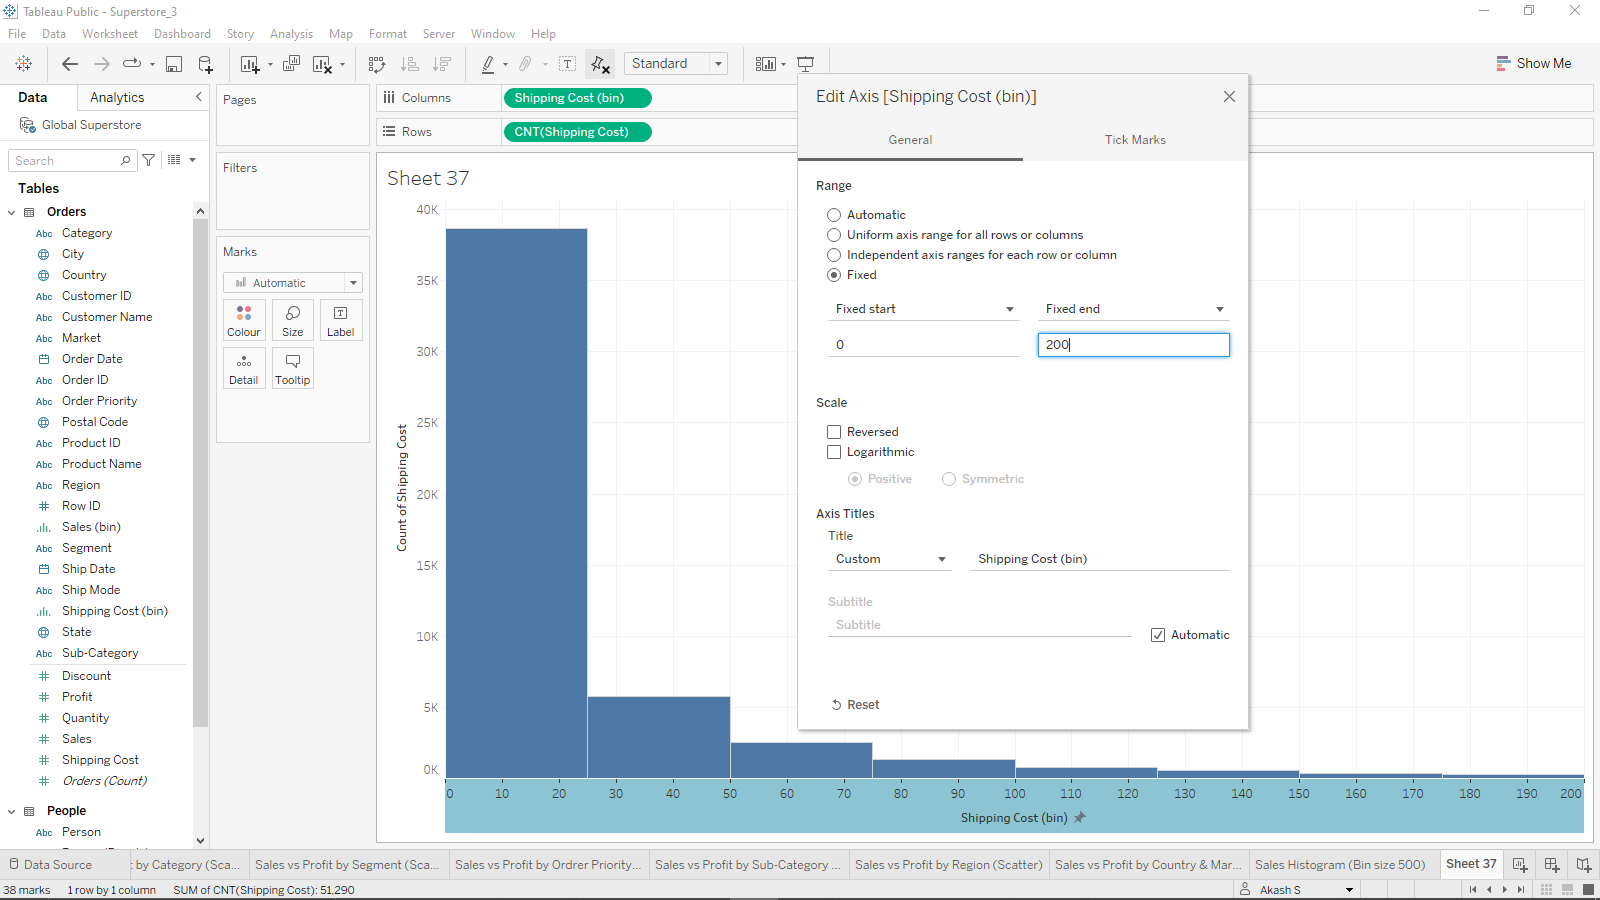 Tableau Public - Superstore_3
File Data Worksheet Dashboard Story Analysis Map Format Server Window Help
Standard
Show Me
Data Analytics
Global Superstore
Search
Tables
Orders
Abc Category
City
Country
Abc Customer ID
Abc Customer Name
Abc Market
Order Date
Abc Order ID
Abc Order Priority
Postal Code
Abc Product ID
Abc Product Name
Abc Region
Row ID
Sales (bin)
Abc Segment
Ship Date
Abc Ship Mode
Shipping Cost (bin)
State
Abc Sub-Category
Discount
Profit
Quantity
Sales
Shipping Cost
Orders (Count)
People
Abc Person
Pages
Filters
Marks
Automatic
Colour Size Label
Detail Tooltip
Columns Shipping Cost (bin)
Rows CNT(Shipping Cost)
Sheet 37
40K
35K
30K
25K
20K
15K
10K
5K
0K
Count of Shipping Cost
0 10 20 30 40 50 60 70 80 90 100 110 120 130 140 150 160 170 180 190 200
Shipping Cost (bin)
Edit Axis [Shipping Cost (bin)]
General Tick Marks
Range
Automatic
Uniform axis range for all rows or columns
Independent axis ranges for each row or column
Fixed
Fixed start Fixed end
0 200
Scale
Reversed
Logarithmic
Positive Symmetric
Axis Titles
Title
Custom Shipping Cost (bin)
Subtitle
Subtitle
Automatic
Reset
Data Source
by Category (Sca...
Sales vs Profit by Segment (Sca...
Sales vs Profit by Ordrer Priority...
Sales vs Profit by Sub-Category ...
Sales vs Profit by Region (Scatter)
Sales vs Profit by Country & Mar...
Sales Histogram (Bin size 500)
Sheet 37
38 marks 1 row by 1 column SUM of CNT(Shipping Cost): 51,290
Akash S